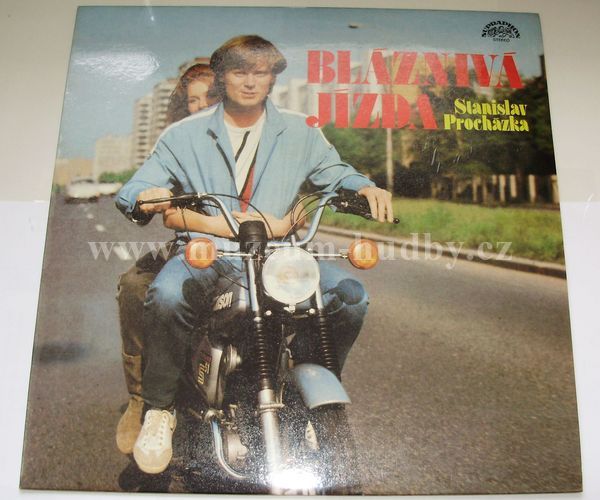 SUPRAPHON
STEREO
BLÁZNIVÁ
JÍZDA
Stanislav
Procházka
www.muzeum-hudby.cz